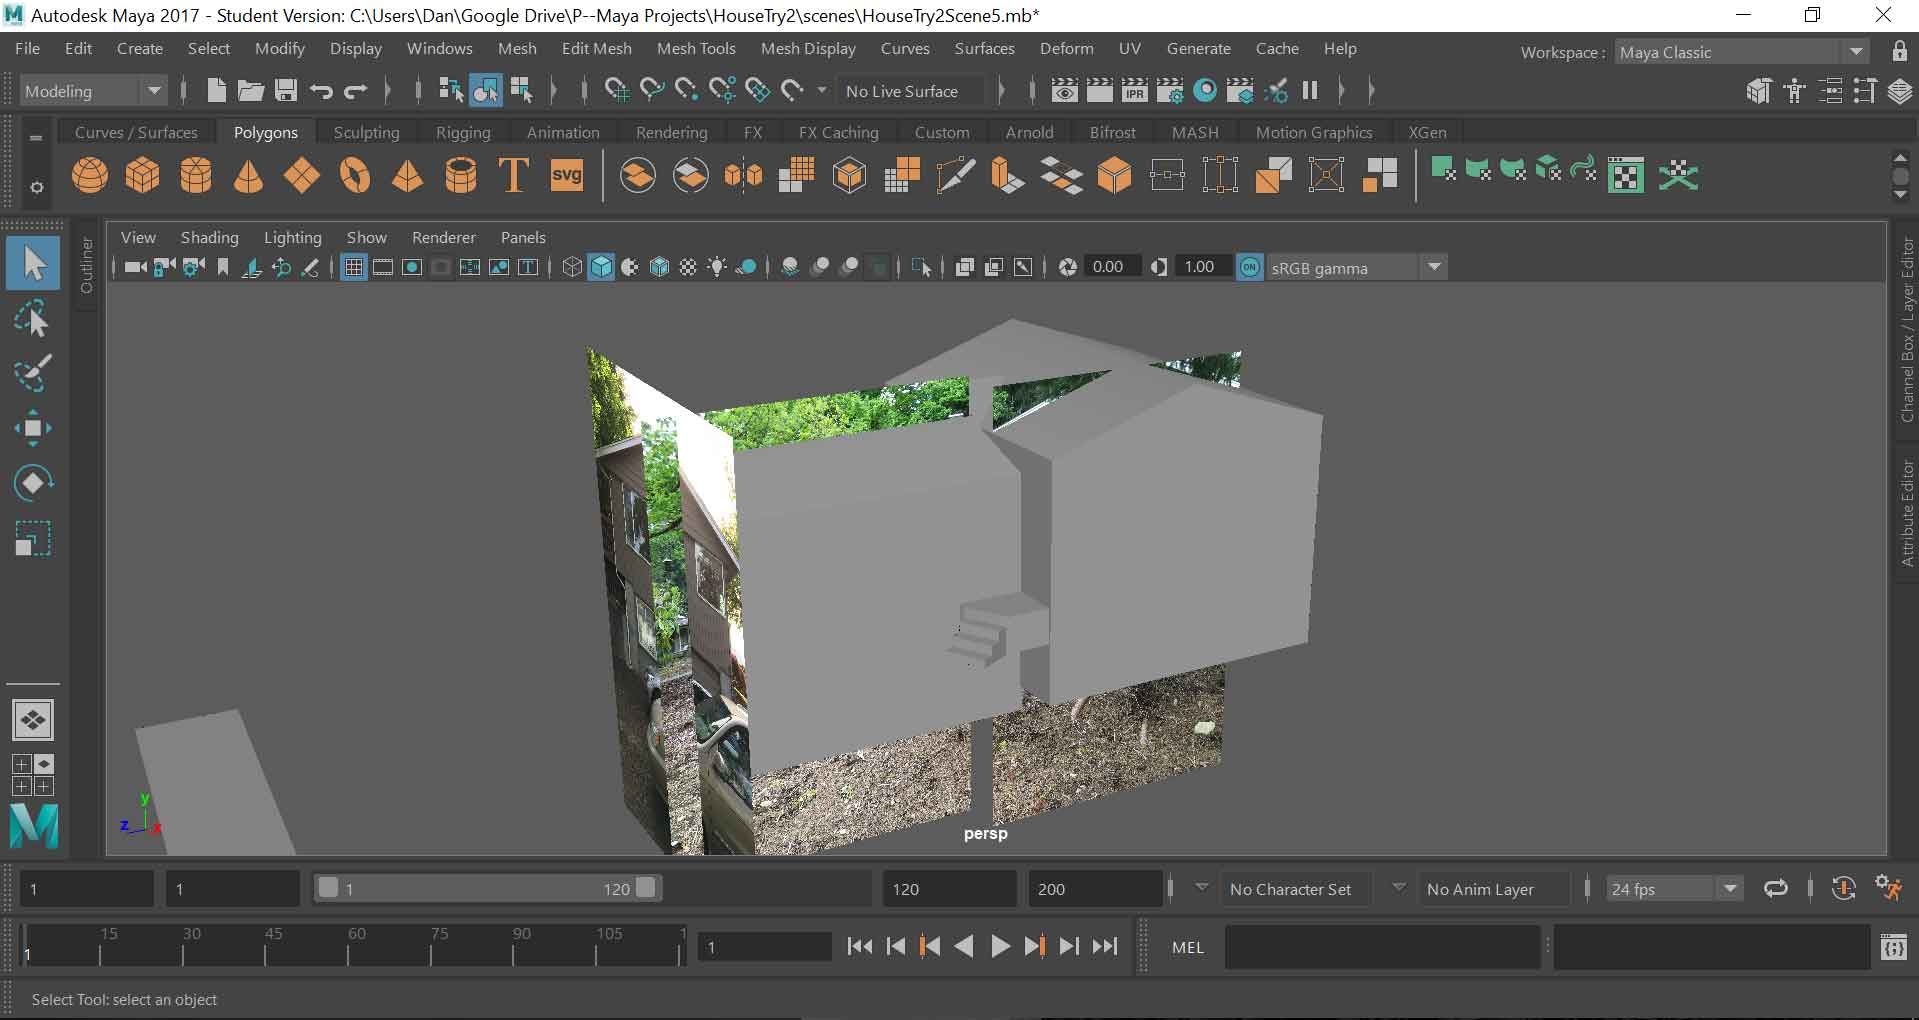 Autodesk Maya 2017 - Student Version: C:\Users\Dan\Google Drive\P--Maya Projects\HouseTry2\scenes\HouseTry2Scene5.mb*
File Edit Create Select Modify Display Windows Mesh Edit Mesh Mesh Tools Mesh Display Curves Surfaces Deform UV Generate Cache Help Workspace : Maya Classic
Modeling No Live Surface IPR
Curves / Surfaces Polygons Sculpting Rigging Animation Rendering FX FX Caching Custom Arnold Bifrost MASH Motion Graphics XGen
T svg
View Shading Lighting Show Renderer Panels
0.00 1.00 ON sRGB gamma
Outliner
Channel Box / Layer Editor
Attribute Editor
y
z x
persp
M
1 1 1 120 120 200 No Character Set No Anim Layer 24 fps
15 30 45 60 75 90 105 1
1 1 MEL :
Select Tool: select an object